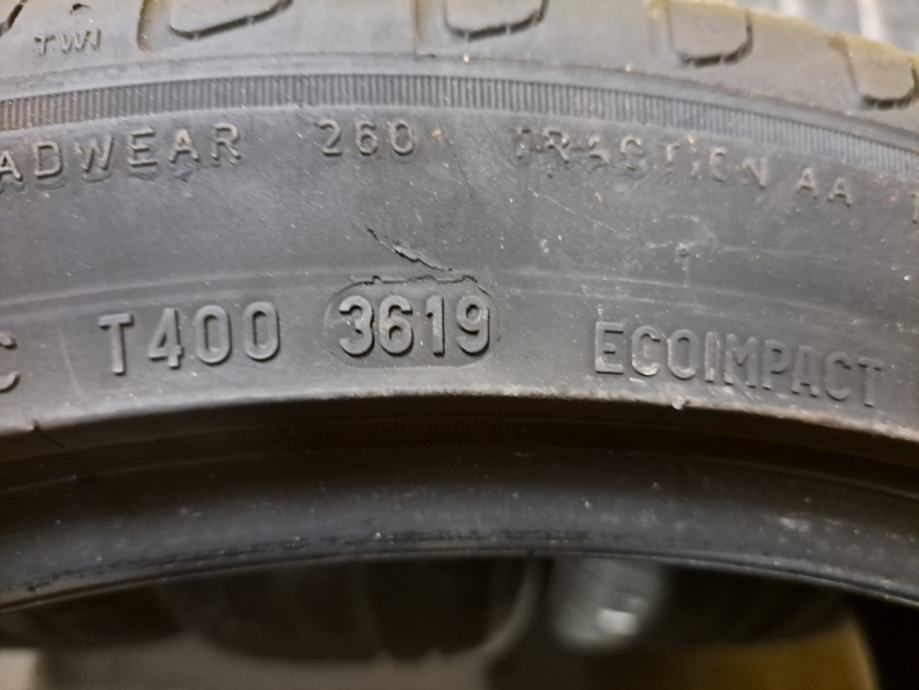 TWI
ADWEAR 260 TRACTION AA
T400 3619 ECOIMPACT